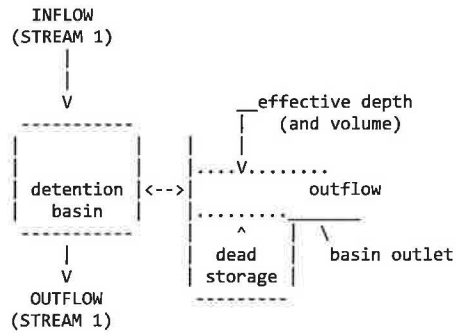 INFLOW
(STREAM 1)
effective depth
(and volume)
detention
basin
<-->
outflow
dead
storage
basin outlet
OUTFLOW
(STREAM 1)